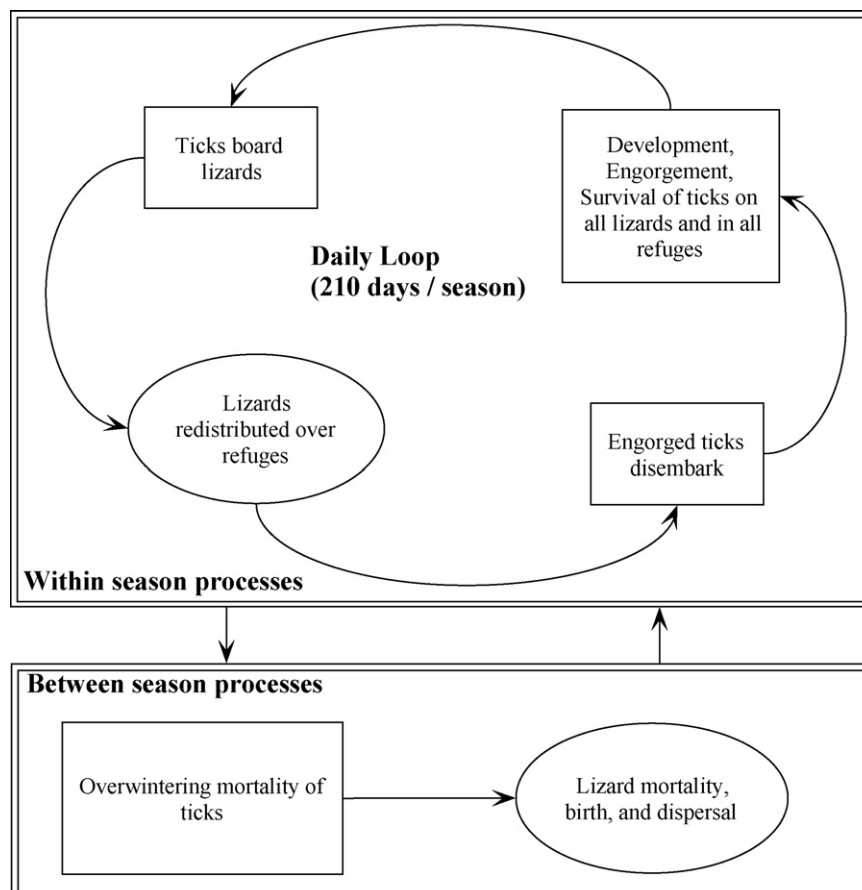 Ticks board
lizards
Development,
Engorgement,
Survival of ticks on
all lizards and in all
refuges
Daily Loop
(210 days / season)
Lizards
redistributed over
refuges
Engorged ticks
disembark
Within season processes
Between season processes
Overwintering mortality of
ticks
Lizard mortality,
birth, and dispersal